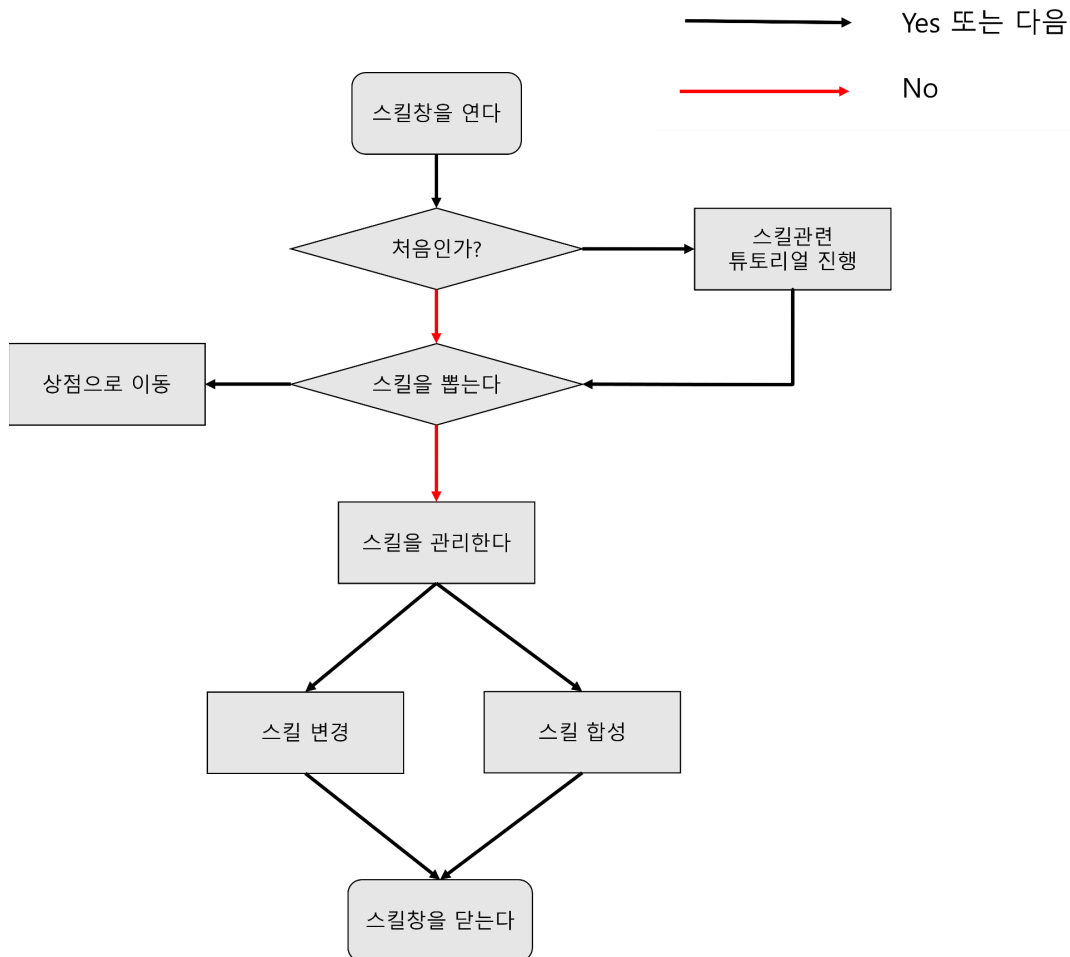 Yes 또는 다음
No
스킬창을 연다
처음인가?
스킬관련
튜토리얼 진행
상점으로 이동
스킬을 뽑는다
스킬을 관리한다
스킬 변경
스킬 합성
스킬창을 닫는다